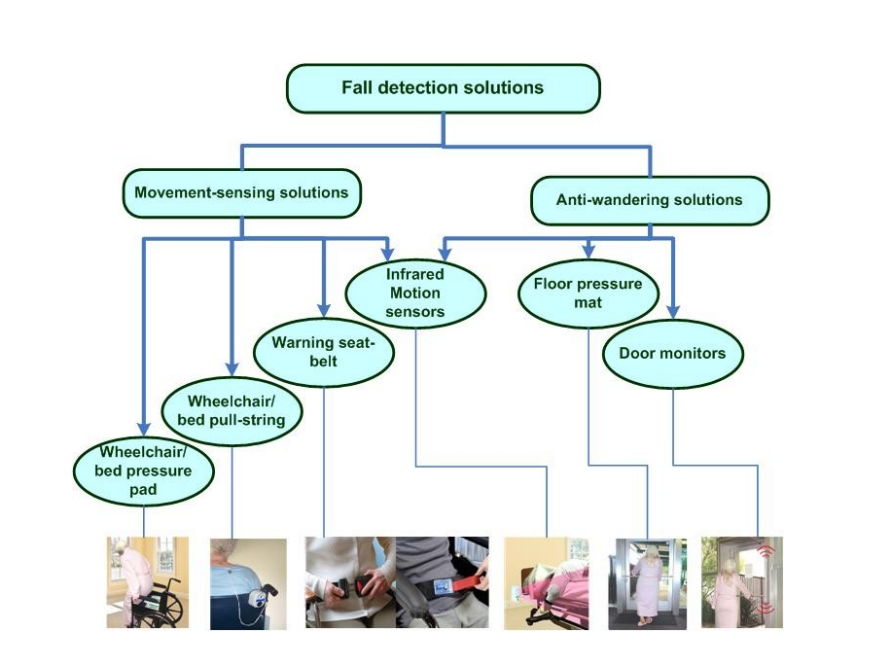 Fall detection solutions
Movement-sensing solutions
Anti-wandering solutions
Infrared
Motion
sensors
Floor pressure
mat
Warning seat-
belt
Door monitors
Wheelchair/
bed pull-string
Wheelchair/
bed pressure
pad